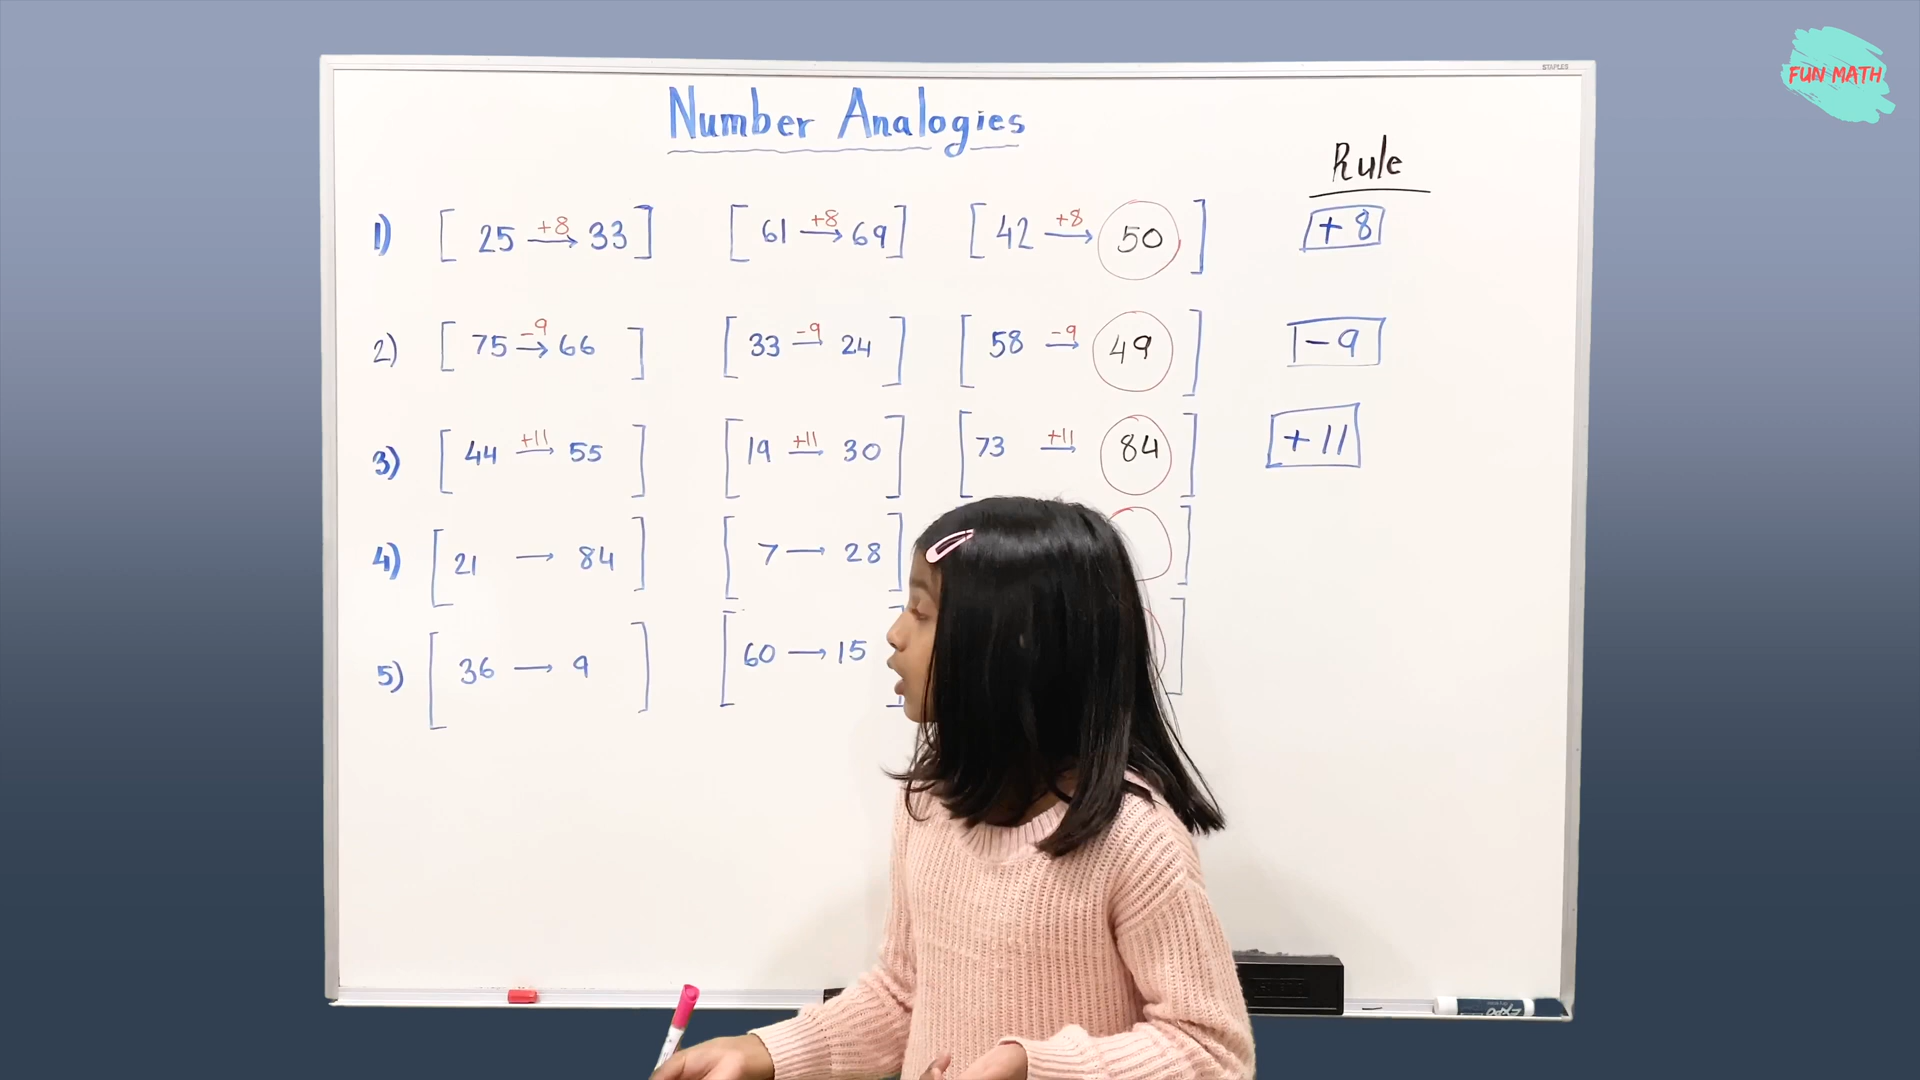 FUN MATH
STAPLES
Number Analogies
Rule
1) [ 25 +8→ 33 ] [ 61 +8→ 69 ] [ 42 +8→ 50 ] +8
2) [ 75 -9→ 66 ] [ 33 -9→ 24 ] [ 58 -9→ 49 ] -9
3) [ 44 +11→ 55 ] [ 19 +11→ 30 ] [ 73 +11→ 84 ] +11
4) [ 21 → 84 ] [ 7 → 28 ] ]
5) [ 36 → 9 ] [ 60 → 15 ] ]
EXPO